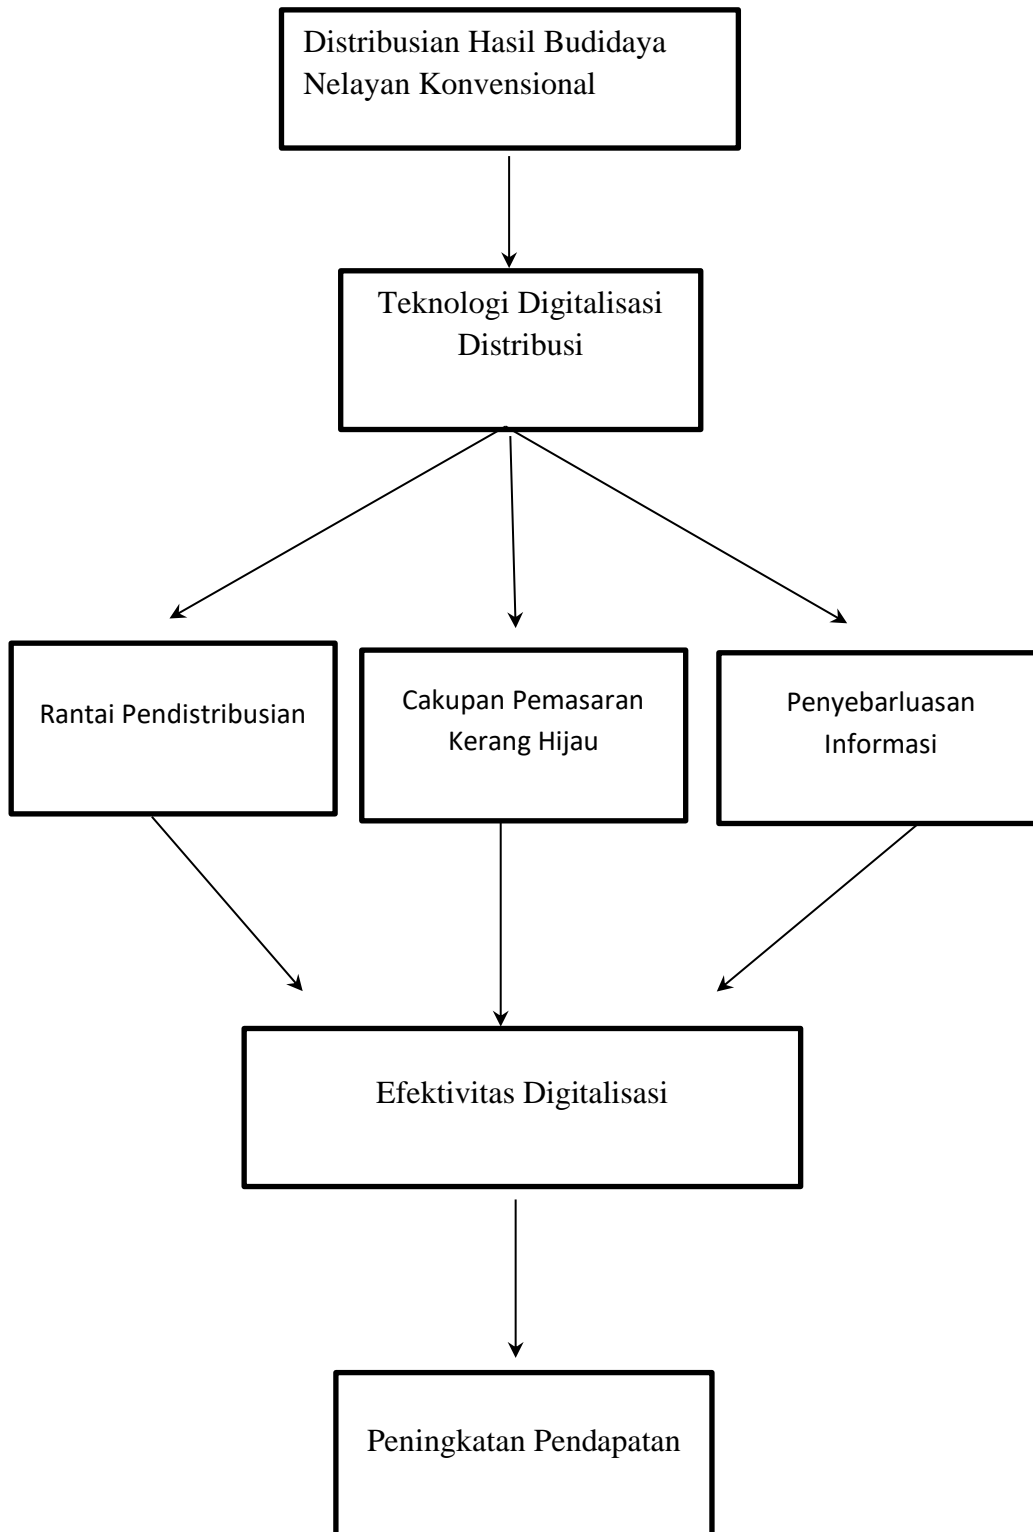 Distribusian Hasil Budidaya
Nelayan Konvensional
Teknologi Digitalisasi
Distribusi
Rantai Pendistribusian
Cakupan Pemasaran
Kerang Hijau
Penyebarluasan
Informasi
Efektivitas Digitalisasi
Peningkatan Pendapatan